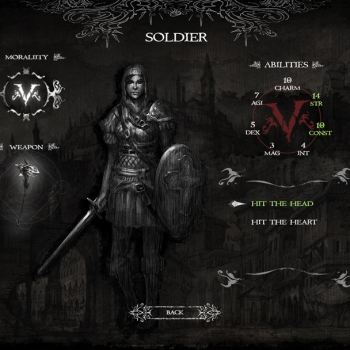 SOLDIER
MORALITY
WEAPON
ABILITIES
10
CHARM
14
STR
10
CONST
4
INT
3
MAG
5
DEX
7
AGI
HIT THE HEAD
HIT THE HEART
BACK